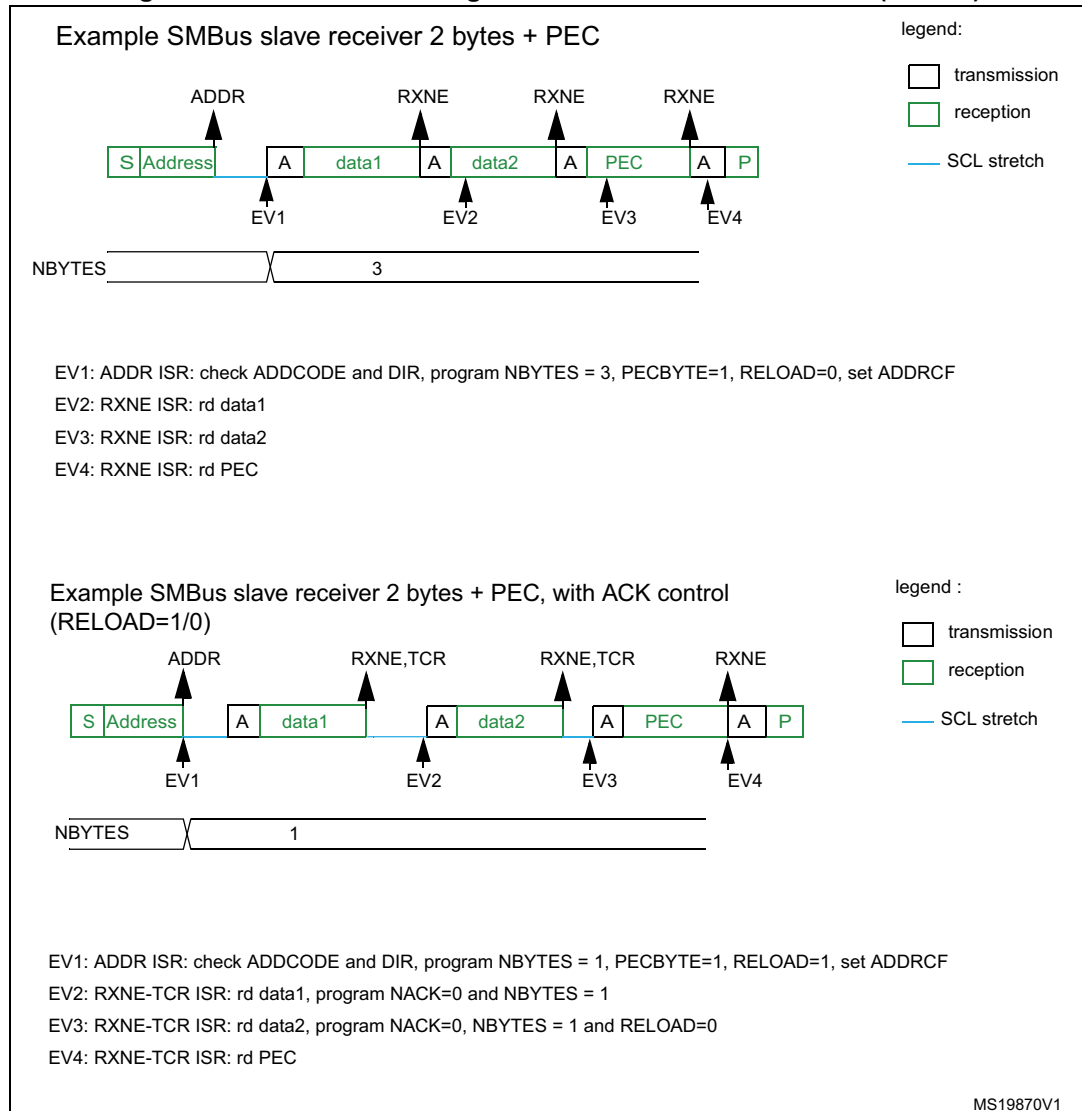 Example SMBus slave receiver 2 bytes + PEC
legend:
transmission
reception
SCL stretch
ADDR RXNE RXNE RXNE
S Address A data1 A data2 A PEC A P
EV1 EV2 EV3 EV4
NBYTES 3
EV1: ADDR ISR: check ADDCODE and DIR, program NBYTES = 3, PECBYTE=1, RELOAD=0, set ADDRCF
EV2: RXNE ISR: rd data1
EV3: RXNE ISR: rd data2
EV4: RXNE ISR: rd PEC
Example SMBus slave receiver 2 bytes + PEC, with ACK control
(RELOAD=1/0)
legend :
transmission
reception
SCL stretch
ADDR RXNE,TCR RXNE,TCR RXNE
S Address A data1 A data2 A PEC A P
EV1 EV2 EV3 EV4
NBYTES 1
EV1: ADDR ISR: check ADDCODE and DIR, program NBYTES = 1, PECBYTE=1, RELOAD=1, set ADDRCF
EV2: RXNE-TCR ISR: rd data1, program NACK=0 and NBYTES = 1
EV3: RXNE-TCR ISR: rd data2, program NACK=0, NBYTES = 1 and RELOAD=0
EV4: RXNE-TCR ISR: rd PEC
MS19870V1